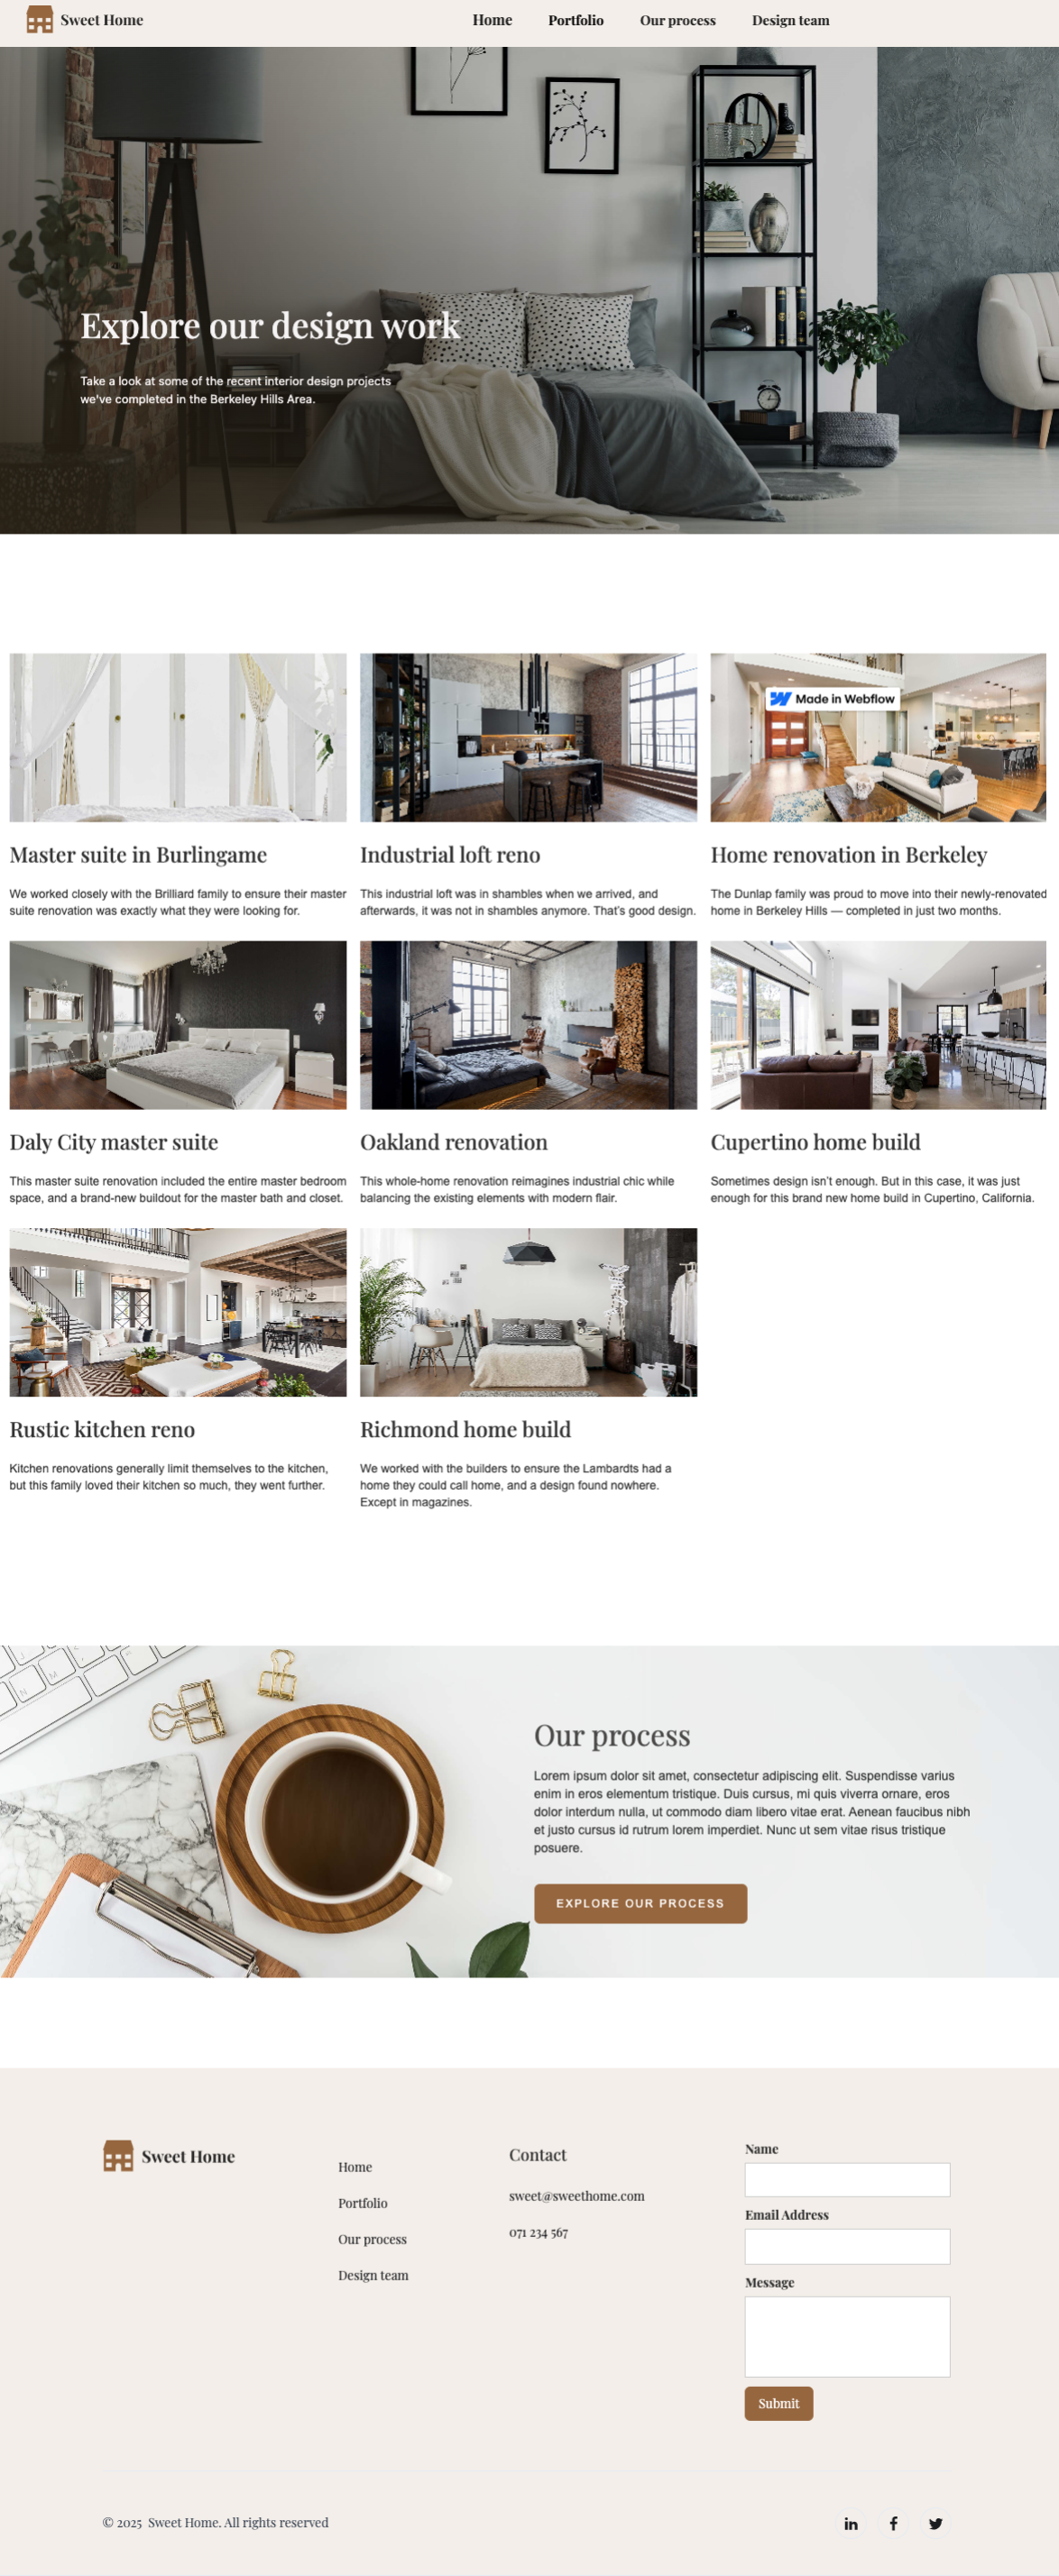 Sweet Home
Home Portfolio Our process Design team
Explore our design work
Take a look at some of the recent interior design projects
we've completed in the Berkeley Hills Area.
Made in Webflow
Master suite in Burlingame
We worked closely with the Brilliard family to ensure their master
suite renovation was exactly what they were looking for.
Industrial loft reno
This industrial loft was in shambles when we arrived, and
afterwards, it was not in shambles anymore. That's good design.
Home renovation in Berkeley
The Dunlap family was proud to move into their newly-renovated
home in Berkeley Hills — completed in just two months.
Daly City master suite
This master suite renovation included the entire master bedroom
space, and a brand-new buildout for the master bath and closet.
Oakland renovation
This whole-home renovation reimagines industrial chic while
balancing the existing elements with modern flair.
Cupertino home build
Sometimes design isn't enough. But in this case, it was just
enough for this brand new home build in Cupertino, California.
Rustic kitchen reno
Kitchen renovations generally limit themselves to the kitchen,
but this family loved their kitchen so much, they went further.
Richmond home build
We worked with the builders to ensure the Lambardts had a
home they could call home, and a design found nowhere.
Except in magazines.
Our process
Lorem ipsum dolor sit amet, consectetur adipiscing elit. Suspendisse varius
enim in eros elementum tristique. Duis cursus, mi quis viverra ornare, eros
dolor interdum nulla, ut commodo diam libero vitae erat. Aenean faucibus nibh
et justo cursus id rutrum lorem imperdiet. Nunc ut sem vitae risus tristique
posuere.
EXPLORE OUR PROCESS
Sweet Home
Home
Portfolio
Our process
Design team
Contact
sweet@sweethome.com
071 234 567
Name
Email Address
Message
Submit
© 2025 Sweet Home. All rights reserved